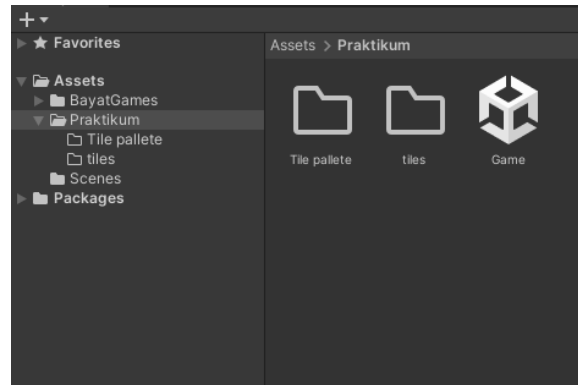 Favorites
Assets
BayatGames
Praktikum
Tile pallete
tiles
Scenes
Packages
Assets > Praktikum
Tile pallete
tiles
Game